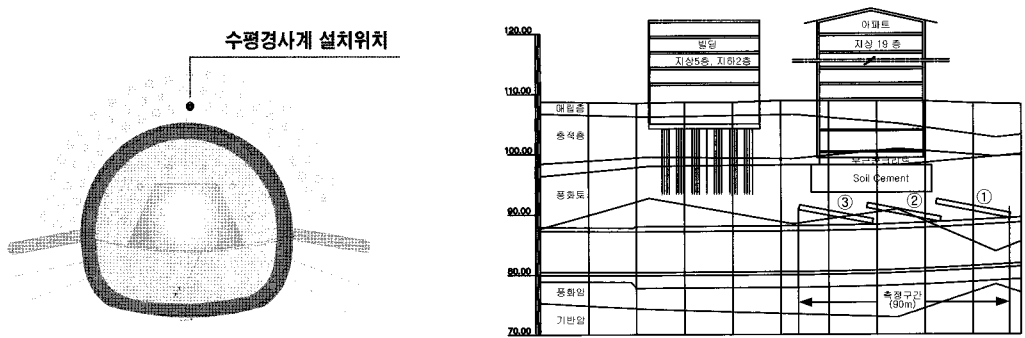 수평경사계 설치위치
120.00
110.00
100.00
90.00
80.00
70.00
빌딩
지상5층, 지하2층
아파트
지상 19 층
매립층
충적층
풍화토
풍화암
기반암
Soil Cement
③
②
①
측정구간
(90m)